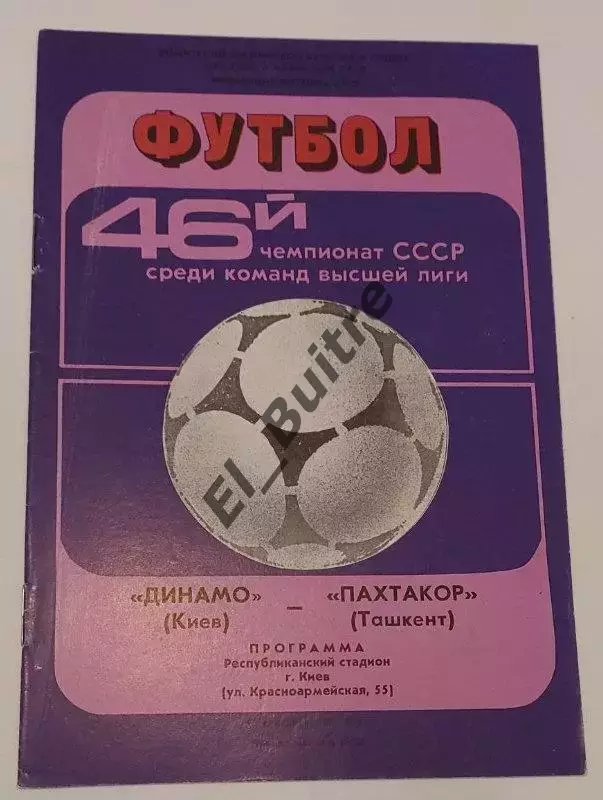 ФУТБОЛ
46й
чемпионат СССР
среди команд высшей лиги
El_Buitre
«ДИНАМО» – «ПАХТАКОР»
(Киев) (Ташкент)
ПРОГРАММА
Республиканский стадион
г. Киев
(ул. Красноармейская, 55)